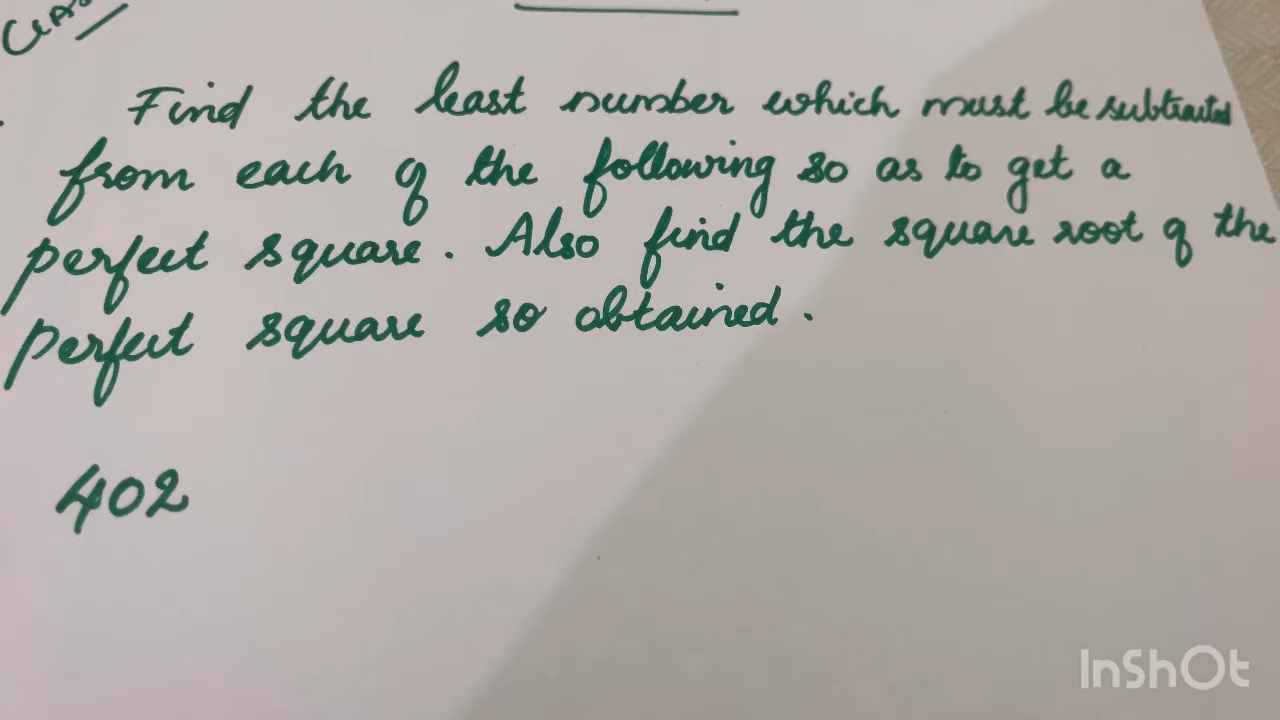 Find the least number which must be subtracted
from each of the following so as to get a
perfect square. Also find the square root of the
perfect square so obtained.
402
InShOt